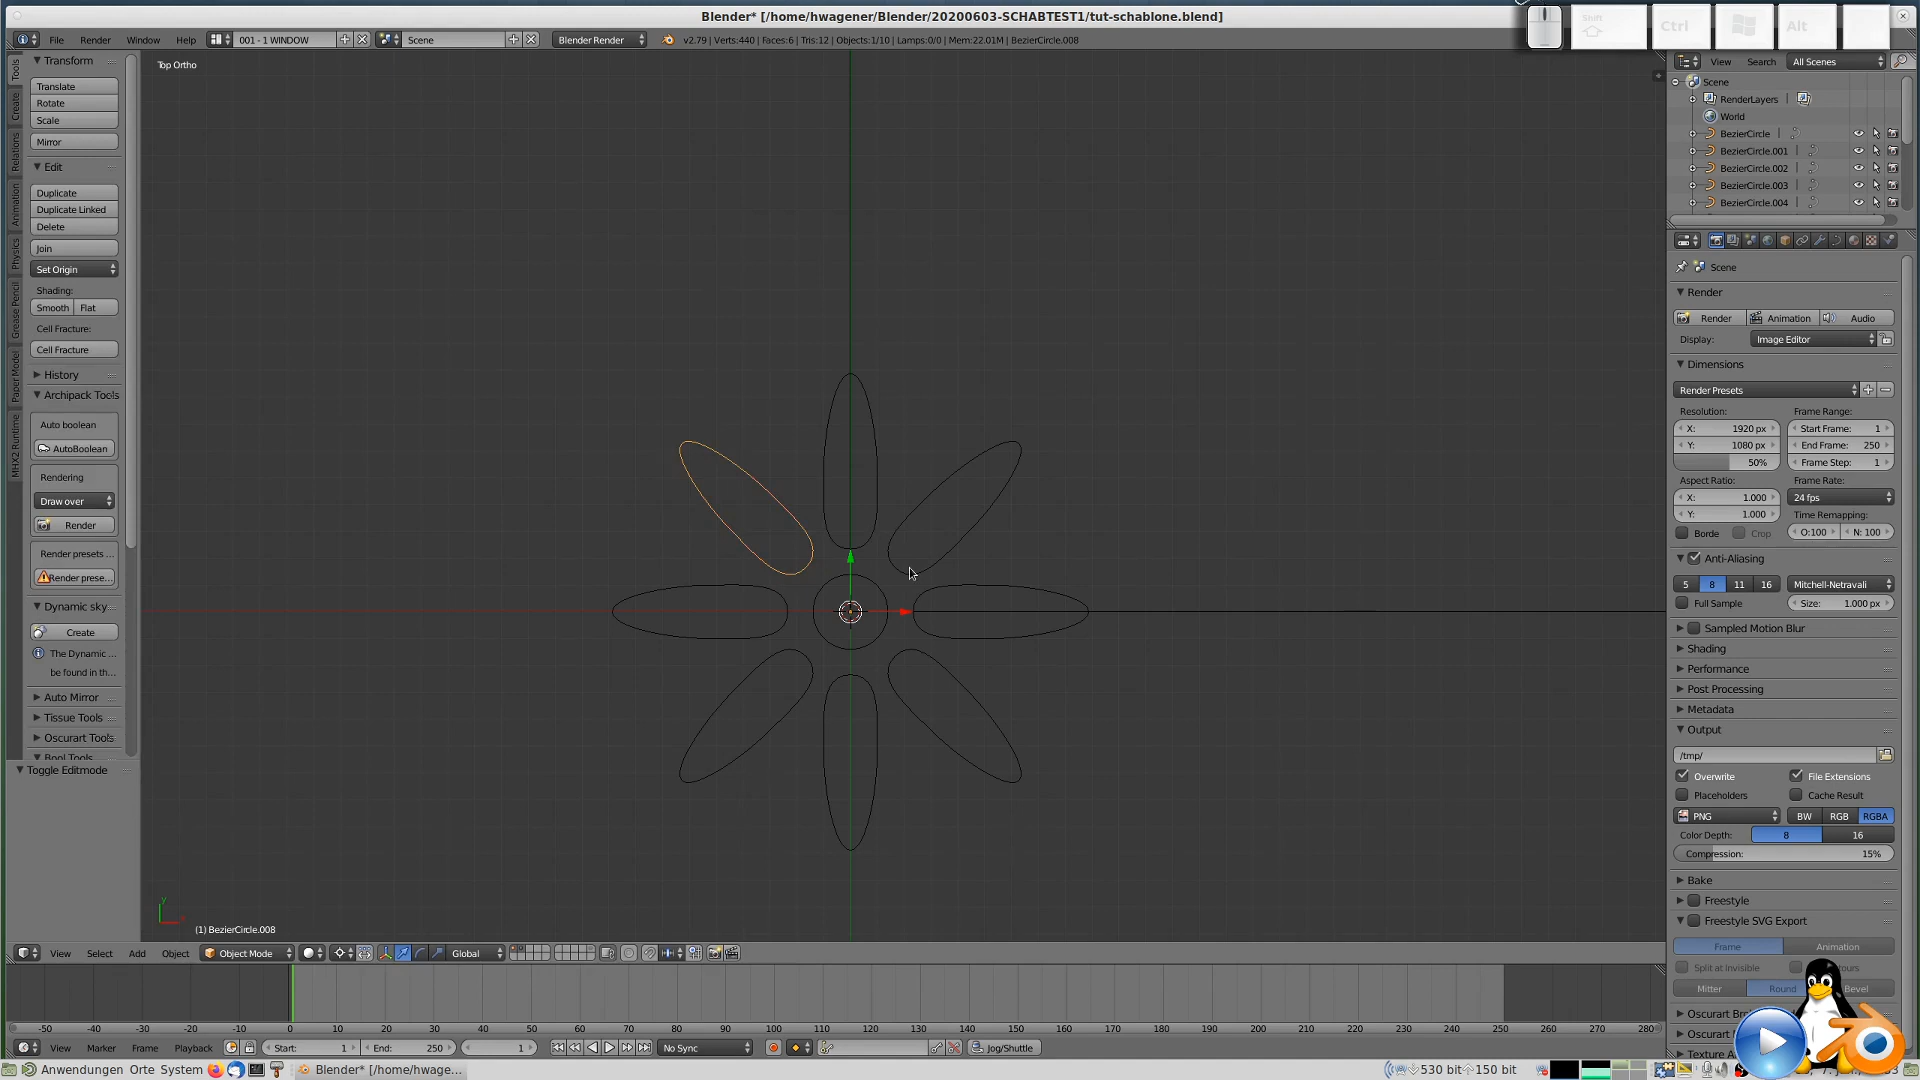 Blender* [/home/hwagener/Blender/20200603-SCHABTEST1/tut-schablone.blend]
Shift Ctrl Alt
File Render Window Help 001 - 1 WINDOW Scene Blender Render v2.79 | Verts:440 | Faces:6 | Tris:12 | Objects:1/10 | Lamps:0/0 | Mem:22.01M | BezierCircle.008
Tools
Create
Relations
Animation
Physics
Grease Pencil
Paper Model
MHX2 Runtime
Transform
Translate
Rotate
Scale
Mirror
Edit
Duplicate
Duplicate Linked
Delete
Join
Set Origin
Shading:
Smooth Flat
Cell Fracture:
Cell Fracture
History
Archipack Tools
Auto boolean
AutoBoolean
Rendering
Draw over
Render
Render presets ...
Render prese...
Dynamic sky
Create
The Dynamic ...
be found in th...
Auto Mirror
Tissue Tools
Oscurart Tools
Bool Tools
Toggle Editmode
Top Ortho
y
(1) BezierCircle.008
View Select Add Object Object Mode Global
-50 -40 -30 -20 -10 0 10 20 30 40 50 60 70 80 90 100 110 120 130 140 150 160 170 180 190 200 210 220 230 240 250 260 270 280
View Marker Frame Playback Start: 1 End: 250 1 No Sync Jog/Shuttle
View Search All Scenes
Scene
RenderLayers
World
BezierCircle
BezierCircle.001
BezierCircle.002
BezierCircle.003
BezierCircle.004
Scene
Render
Render Animation Audio
Display: Image Editor
Dimensions
Render Presets
Resolution: Frame Range:
X: 1920 px Start Frame: 1
Y: 1080 px End Frame: 250
50% Frame Step: 1
Aspect Ratio: Frame Rate:
X: 1.000 24 fps
Y: 1.000 Time Remapping:
Borde Crop O:100 N: 100
Anti-Aliasing
5 8 11 16 Mitchell-Netravali
Full Sample Size: 1.000 px
Sampled Motion Blur
Shading
Performance
Post Processing
Metadata
Output
/tmp/
Overwrite File Extensions
Placeholders Cache Result
PNG BW RGB RGBA
Color Depth: 8 16
Compression: 15%
Bake
Freestyle
Freestyle SVG Export
Frame Animation
Split at Invisible
Mitter Round Bevel
Anwendungen Orte System Blender* [/home/hwage... 530 bit 150 bit